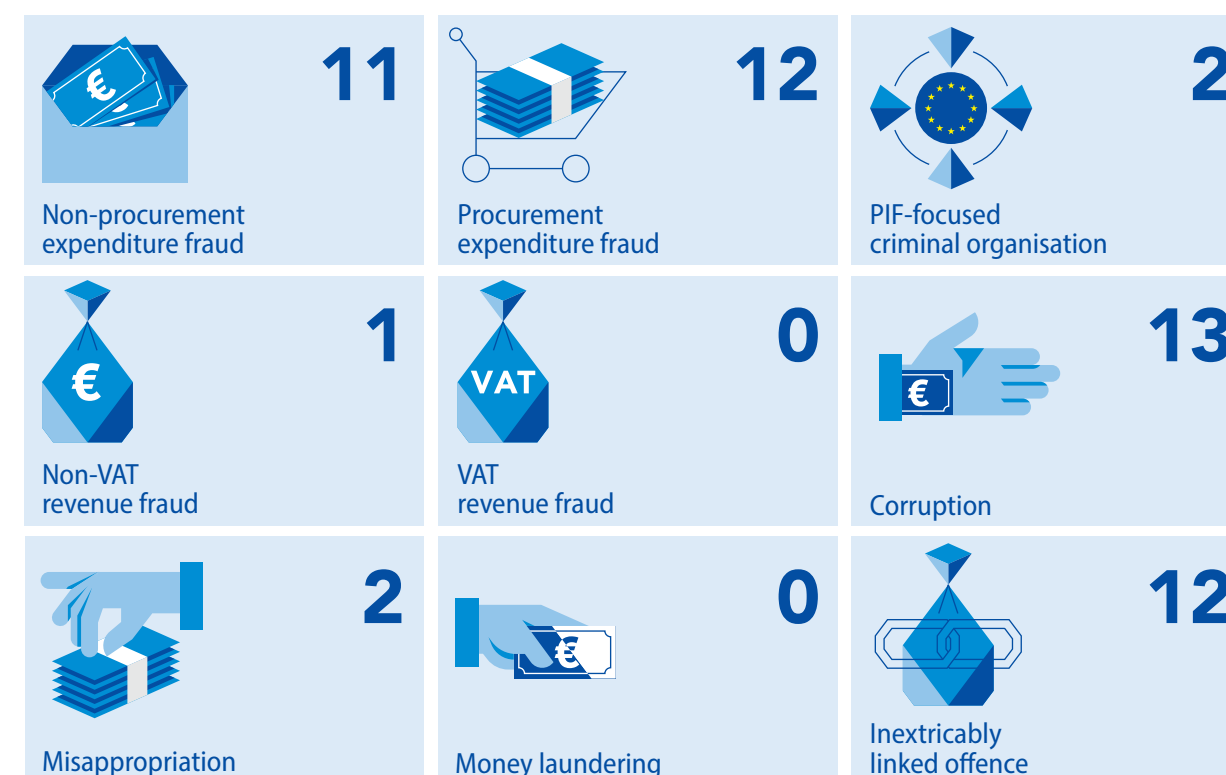 11
€
Non-procurement
expenditure fraud
12
Procurement
expenditure fraud
2
PIF-focused
criminal organisation
1
€
Non-VAT
revenue fraud
0
VAT
VAT
revenue fraud
13
€
Corruption
2
Misappropriation
0
€
Money laundering
12
Inextricably
linked offence